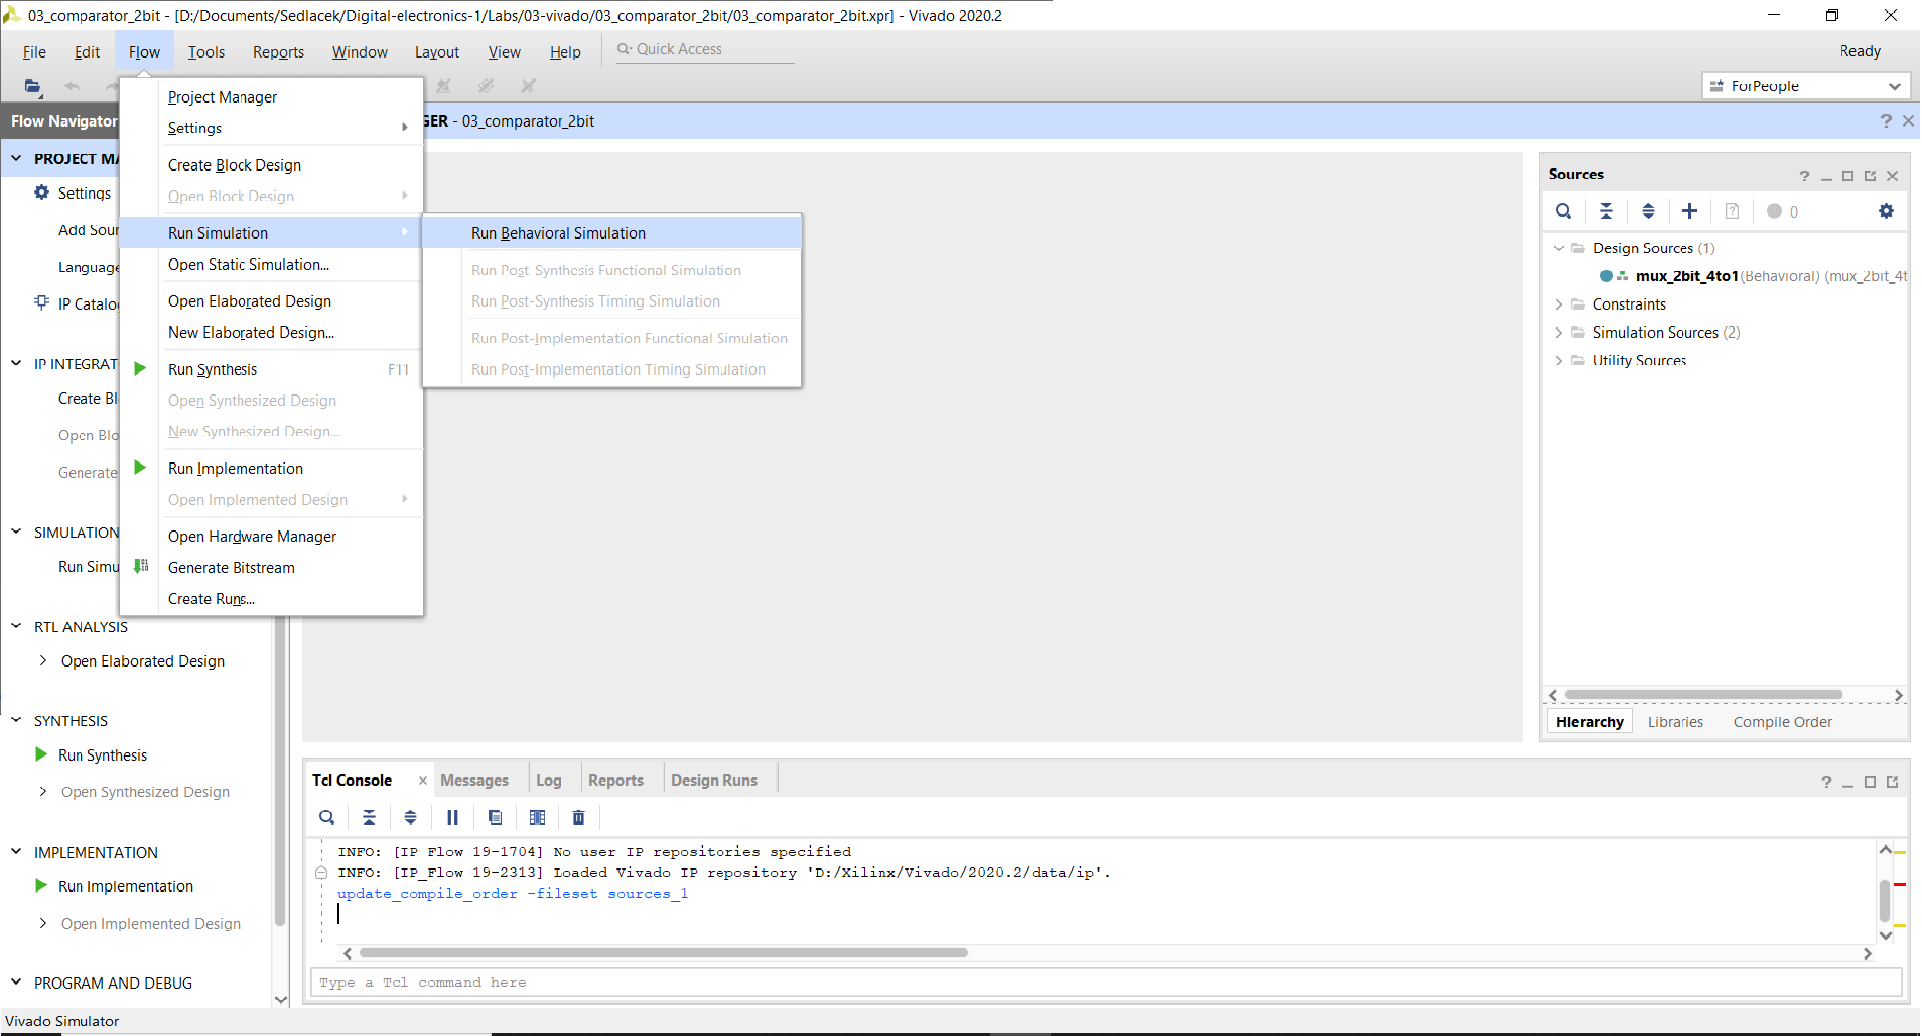 03_comparator_2bit - [D:/Documents/Sedlacek/Digital-electronics-1/Labs/03-vivado/03_comparator_2bit/03_comparator_2bit.xpr] - Vivado 2020.2
File Edit Flow Tools Reports Window Layout View Help Quick Access Ready
ForPeople
Flow Navigator
GER - 03_comparator_2bit
PROJECT MA
Settings
Add Sour
Language
IP Catalo
IP INTEGRAT
Create Bl
Open Blo
Generate
SIMULATION
Run Simu
RTL ANALYSIS
Open Elaborated Design
SYNTHESIS
Run Synthesis
Open Synthesized Design
IMPLEMENTATION
Run Implementation
Open Implemented Design
PROGRAM AND DEBUG
Project Manager
Settings
Create Block Design
Open Block Design
Run Simulation
Open Static Simulation...
Open Elaborated Design
New Elaborated Design...
Run Synthesis F11
Open Synthesized Design
New Synthesized Design...
Run Implementation
Open Implemented Design
Open Hardware Manager
Generate Bitstream
Create Runs...
Run Behavioral Simulation
Run Post-Synthesis Functional Simulation
Run Post-Synthesis Timing Simulation
Run Post-Implementation Functional Simulation
Run Post-Implementation Timing Simulation
Sources
0
Design Sources (1)
mux_2bit_4to1(Behavioral) (mux_2bit_4t
Constraints
Simulation Sources (2)
Utility Sources
Hierarchy Libraries Compile Order
Tcl Console Messages Log Reports Design Runs
INFO: [IP_Flow 19-1704] No user IP repositories specified
INFO: [IP_Flow 19-2313] Loaded Vivado IP repository 'D:/Xilinx/Vivado/2020.2/data/ip'.
update_compile_order -fileset sources_1
Type a Tcl command here
Vivado Simulator